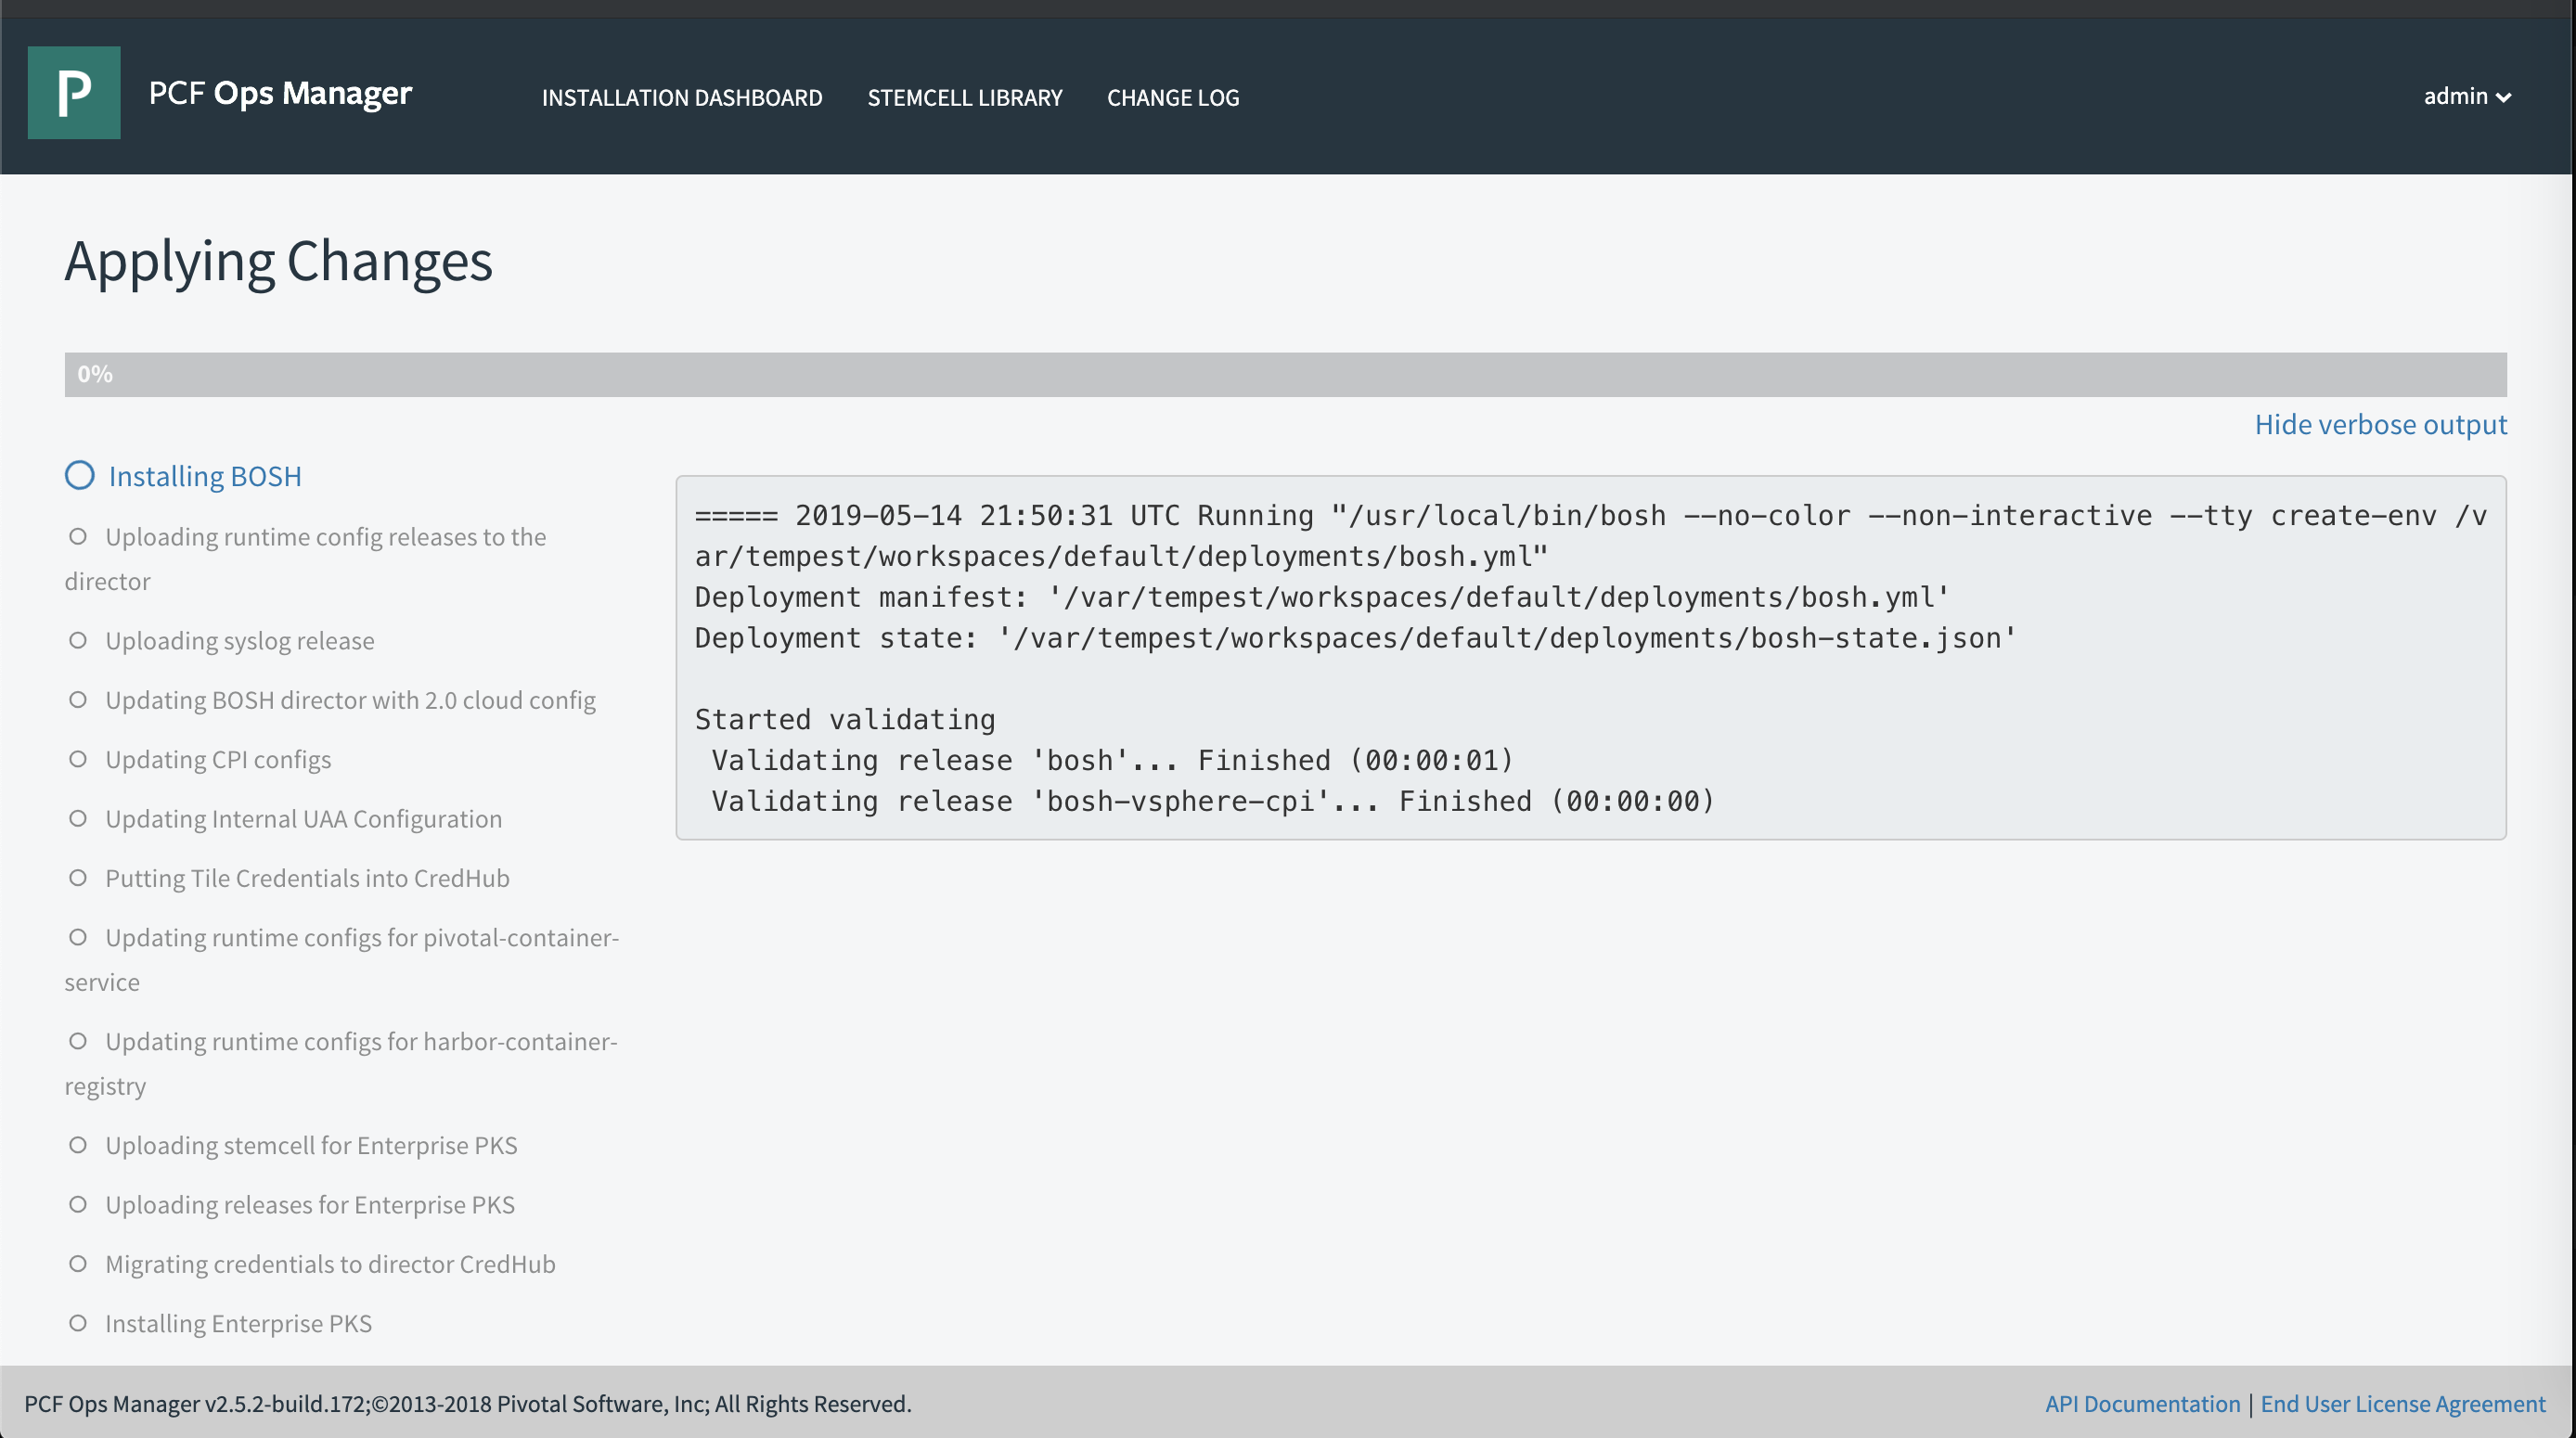 P
PCF Ops Manager
INSTALLATION DASHBOARD
STEMCELL LIBRARY
CHANGE LOG
admin
Applying Changes
0%
Hide verbose output
Installing BOSH
Uploading runtime config releases to the
director
Uploading syslog release
Updating BOSH director with 2.0 cloud config
Updating CPI configs
Updating Internal UAA Configuration
Putting Tile Credentials into CredHub
Updating runtime configs for pivotal-container-
service
Updating runtime configs for harbor-container-
registry
Uploading stemcell for Enterprise PKS
Uploading releases for Enterprise PKS
Migrating credentials to director CredHub
Installing Enterprise PKS
===== 2019-05-14 21:50:31 UTC Running "/usr/local/bin/bosh --no-color --non-interactive --tty create-env /v
ar/tempest/workspaces/default/deployments/bosh.yml"
Deployment manifest: '/var/tempest/workspaces/default/deployments/bosh.yml'
Deployment state: '/var/tempest/workspaces/default/deployments/bosh-state.json'
Started validating
Validating release 'bosh'... Finished (00:00:01)
Validating release 'bosh-vsphere-cpi'... Finished (00:00:00)
PCF Ops Manager v2.5.2-build.172;©2013-2018 Pivotal Software, Inc; All Rights Reserved.
API Documentation | End User License Agreement